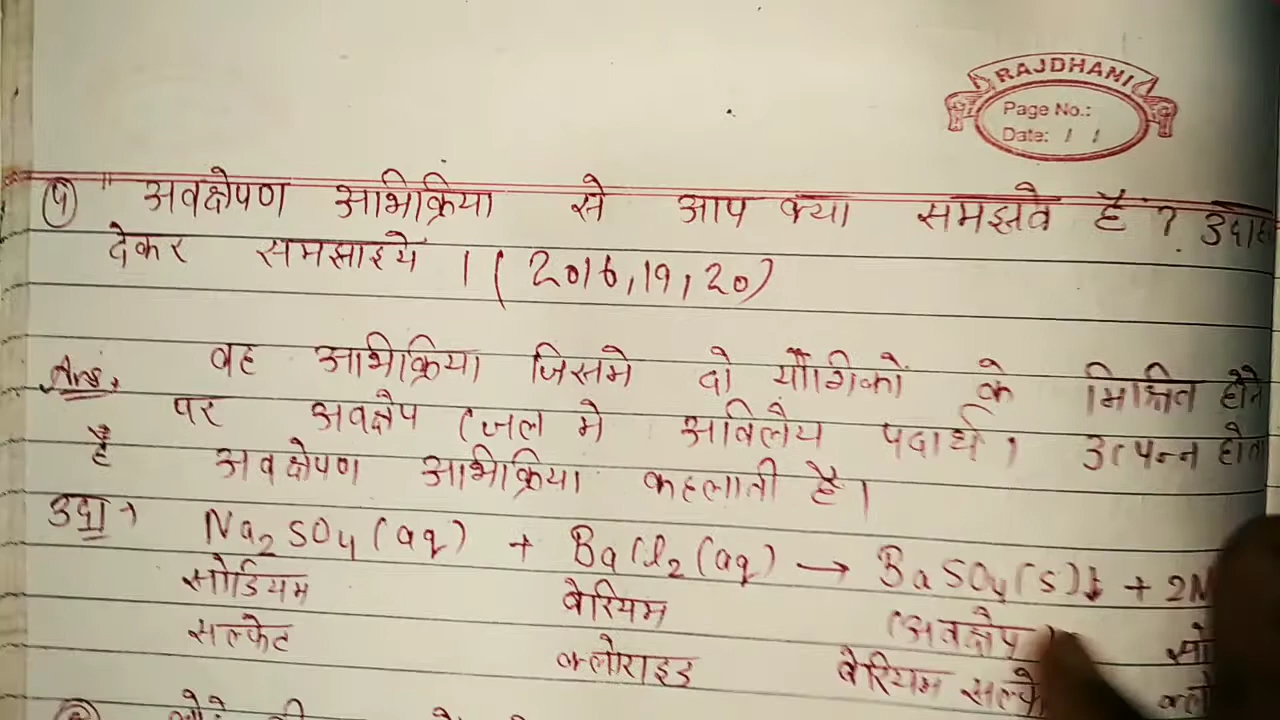 RAJDHANI
Page No.:
Date: / /
५ " अवक्षेपण अभिक्रिया से आप क्या समझते है ? उदाह
देकर समझाइये । ( 2016, 19, 20)
Ans. वह अभिक्रिया जिसमे दो यौगिकों के मिश्रित होने
पर अवक्षेप (जल मे अविलेय पदार्थ) उत्पन्न होता
है अवक्षेपण अभिक्रिया कहलाती है।
उदा → Na₂SO₄(aq) + BaCl₂(aq) → BaSO₄(s)↓ + 2N
सोडियम बेरियम (अवक्षेप) सो
सल्फेट क्लोराइड बेरियम सल्फे क्लो